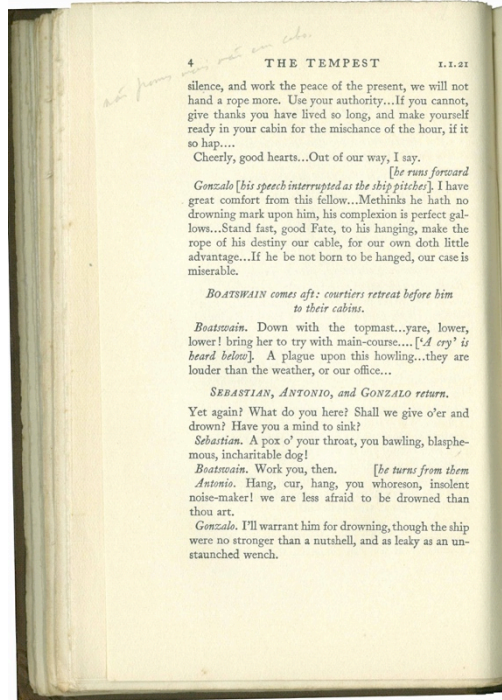 4 THE TEMPEST 1.1.21
silence, and work the peace of the present, we will not
hand a rope more. Use your authority...If you cannot,
give thanks you have lived so long, and make yourself
ready in your cabin for the mischance of the hour, if it
so hap....
Cheerly, good hearts...Out of our way, I say.
[he runs forward
Gonzalo [his speech interrupted as the ship pitches]. I have
great comfort from this fellow...Methinks he hath no
drowning mark upon him, his complexion is perfect gal-
lows...Stand fast, good Fate, to his hanging, make the
rope of his destiny our cable, for our own doth little
advantage...If he be not born to be hanged, our case is
miserable.
BOATSWAIN comes aft: courtiers retreat before him
to their cabins.
Boatswain. Down with the topmast...yare, lower,
lower! bring her to try with main-course.... ['A cry' is
heard below]. A plague upon this howling...they are
louder than the weather, or our office...
SEBASTIAN, ANTONIO, and GONZALO return.
Yet again? What do you here? Shall we give o'er and
drown? Have you a mind to sink?
Sebastian. A pox o' your throat, you bawling, blasphe-
mous, incharitable dog!
Boatswain. Work you, then. [he turns from them
Antonio. Hang, cur, hang, you whoreson, insolent
noise-maker! we are less afraid to be drowned than
thou art.
Gonzalo. I'll warrant him for drowning, though the ship
were no stronger than a nutshell, and as leaky as an un-
staunched wench.